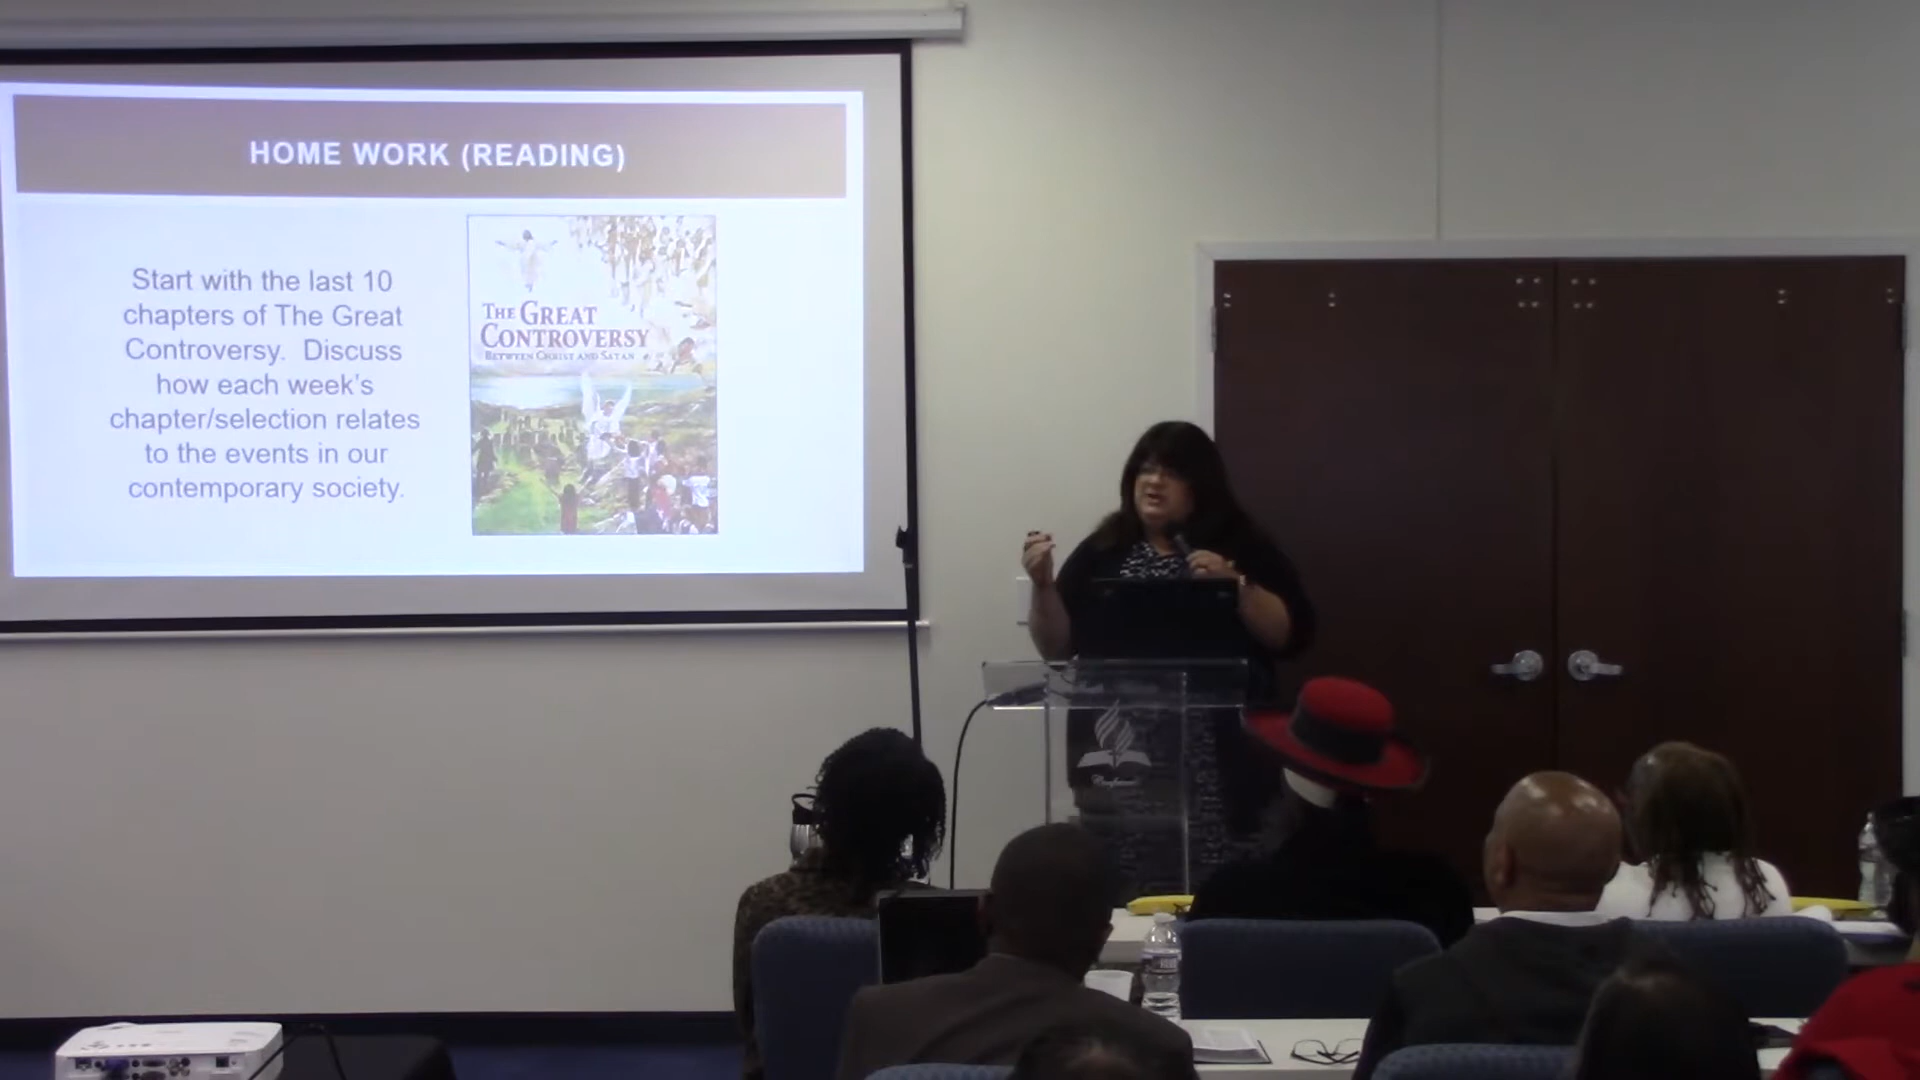 HOME WORK (READING)
Start with the last 10
chapters of The Great
Controversy. Discuss
how each week's
chapter/selection relates
to the events in our
contemporary society.
THE GREAT
CONTROVERSY
BETWEEN CHRIST AND SATAN